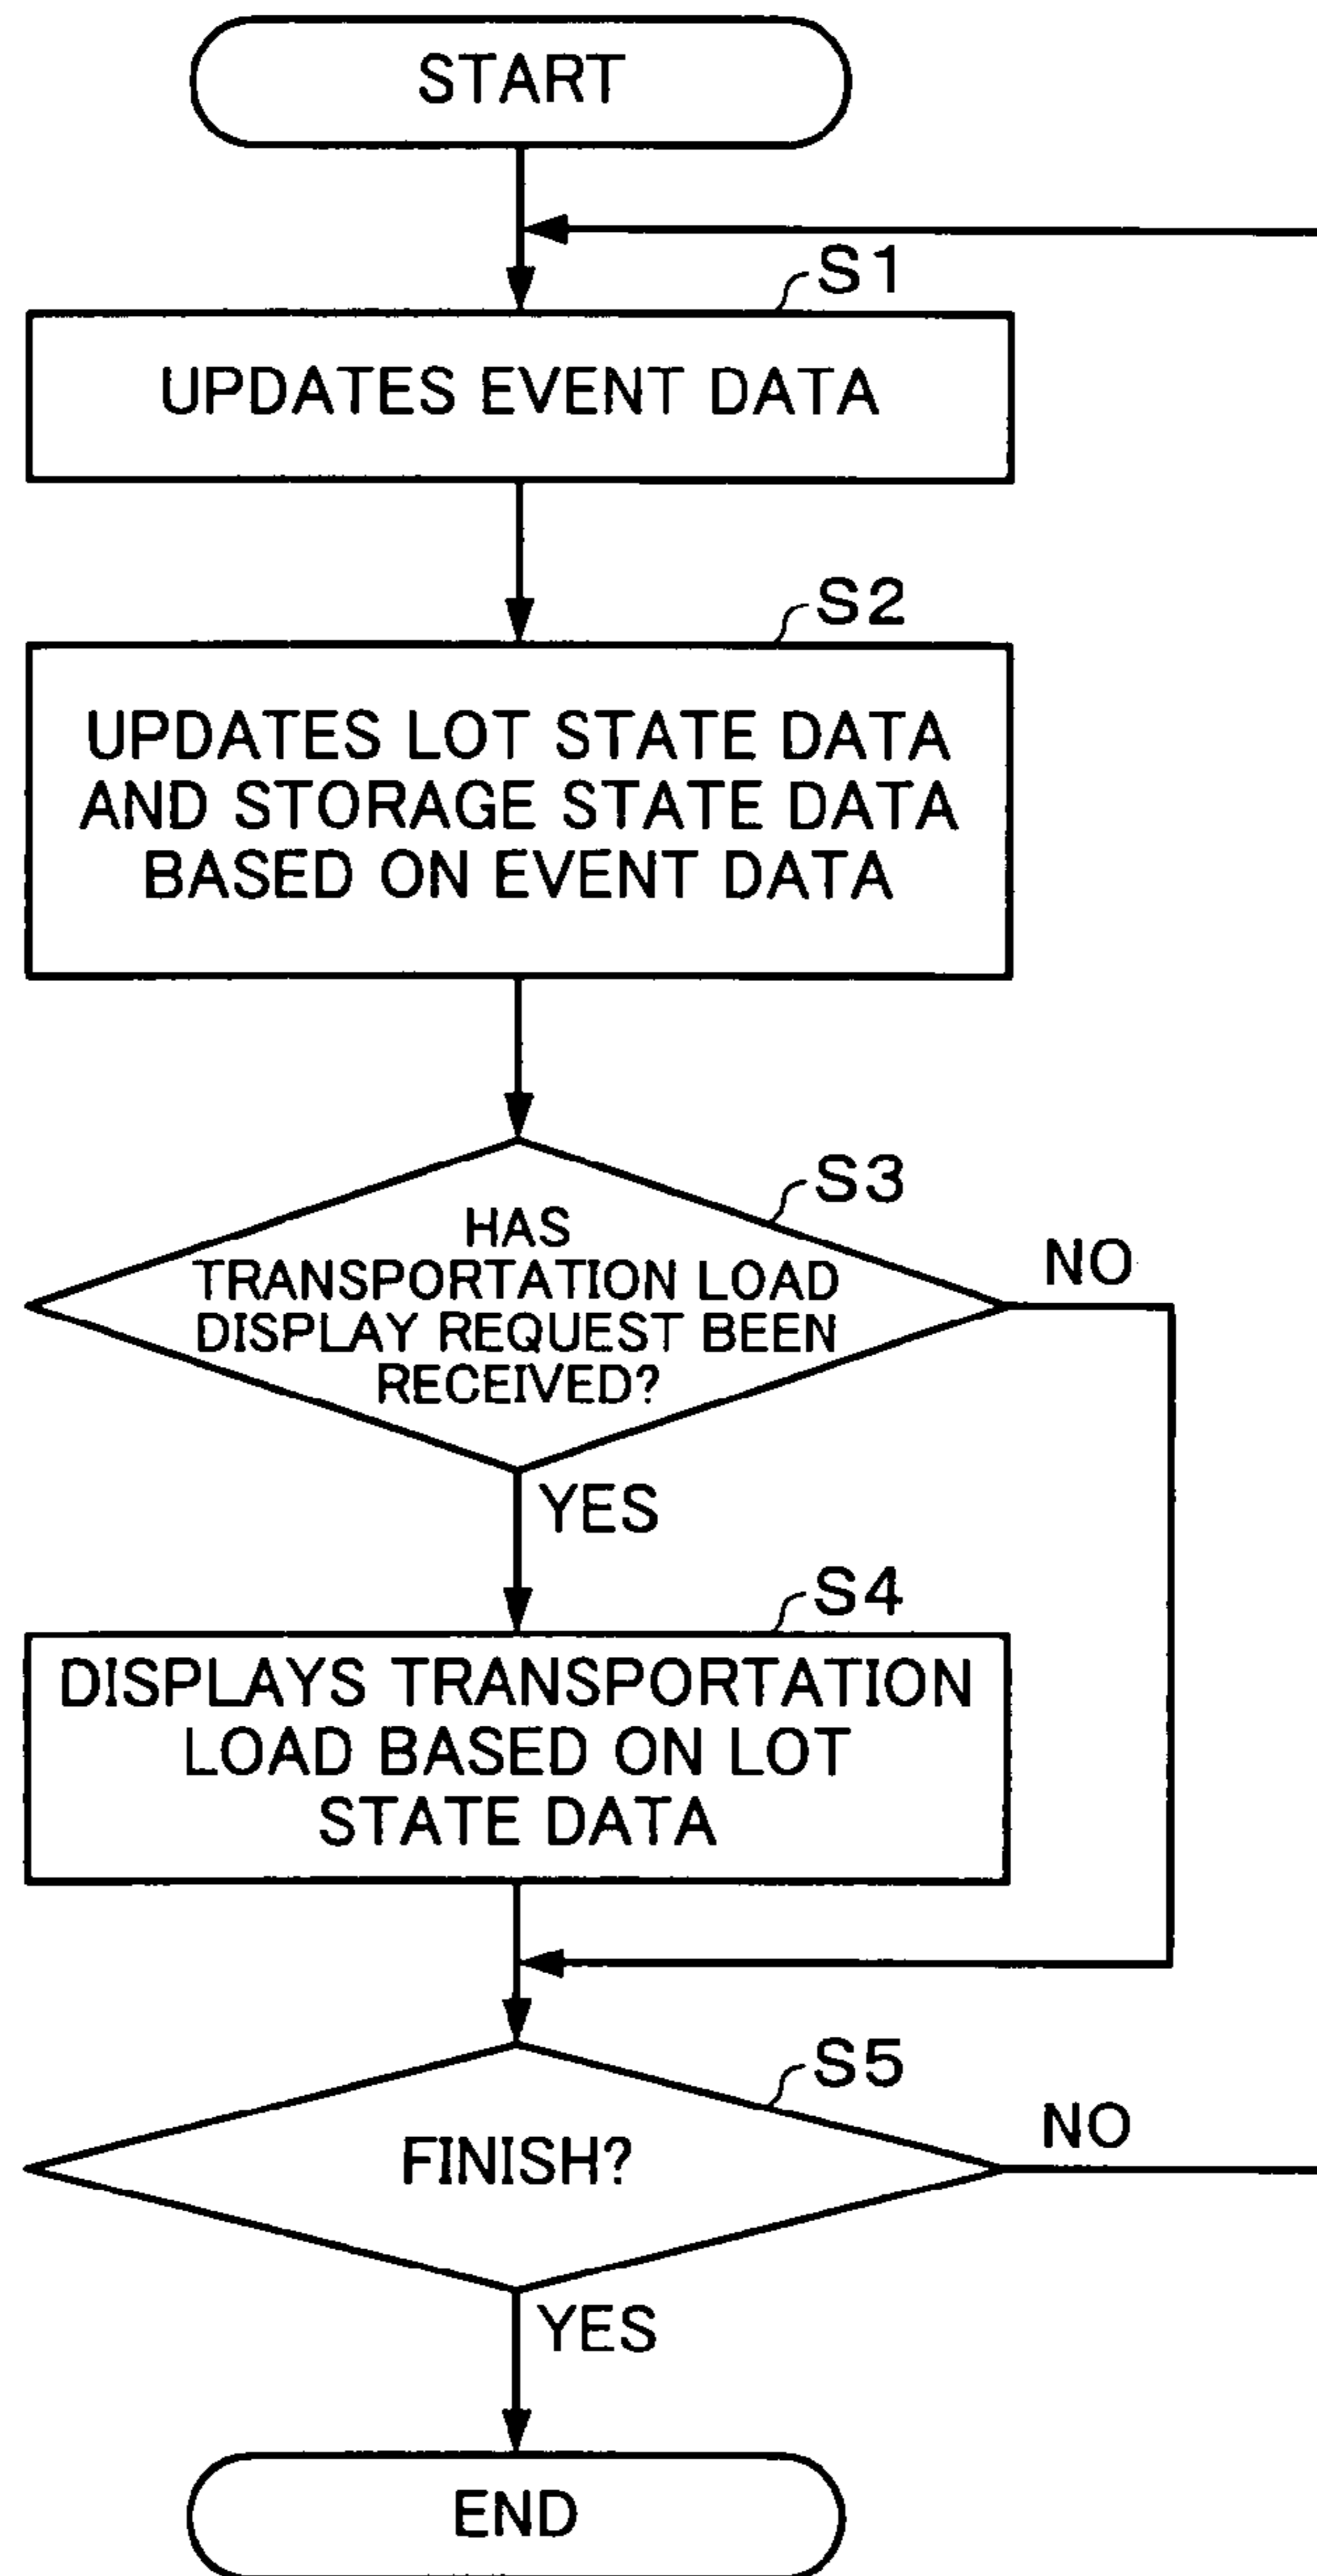 START
S1
UPDATES EVENT DATA
S2
UPDATES LOT STATE DATA
AND STORAGE STATE DATA
BASED ON EVENT DATA
S3
HAS
TRANSPORTATION LOAD
DISPLAY REQUEST BEEN
RECEIVED?
NO
YES
S4
DISPLAYS TRANSPORTATION
LOAD BASED ON LOT
STATE DATA
S5
FINISH?
NO
YES
END